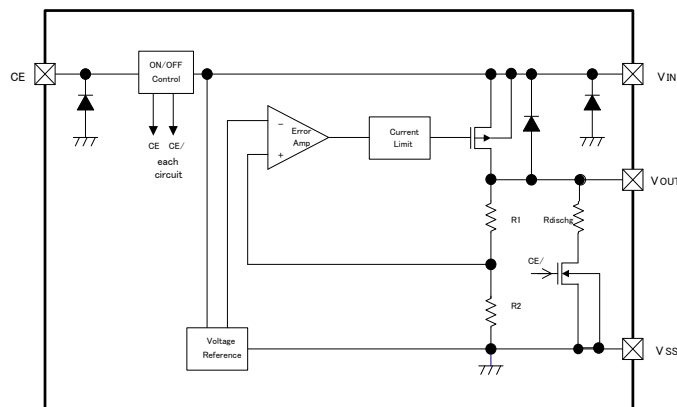 CE
ON/OFF
Control
VIN
CE CE/
each
circuit
−
Error
Amp
+
Current
Limit
VOUT
R1
Rdischg
CE/
R2
Voltage
Reference
VSS